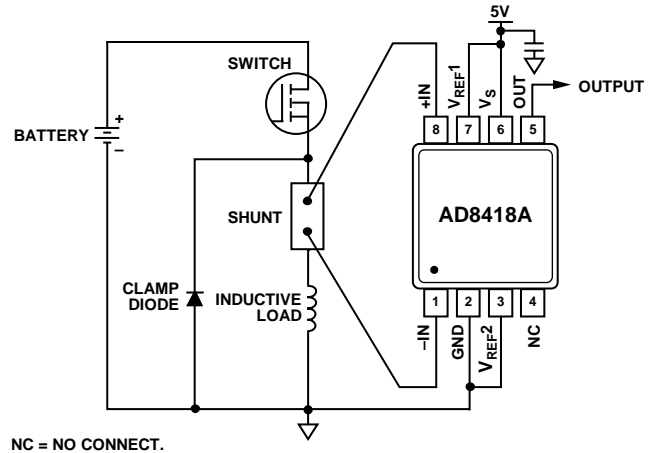 5V
SWITCH
+IN
VREF1
VS
OUT
OUTPUT
8
7
6
5
BATTERY
+
–
SHUNT
AD8418A
CLAMP
DIODE
INDUCTIVE
LOAD
1
2
3
4
–IN
GND
VREF2
NC
NC = NO CONNECT.